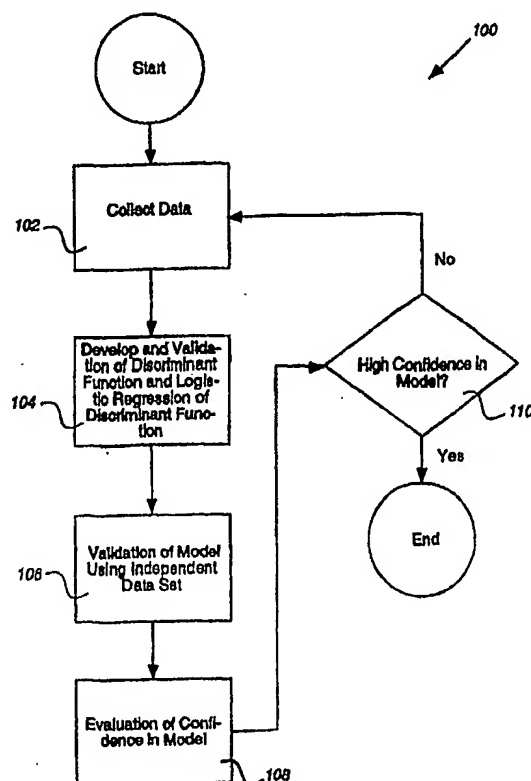 100
Start
Collect Data
102
No
Develop and Valida-
tion of Discriminant
Function and Logis-
tic Regression of
Discriminant Func-
tion
104
High Confidence in
Model?
110
Yes
Validation of Model
Using Independent
Data Set
106
End
Evaluation of Confi-
dence in Model
108